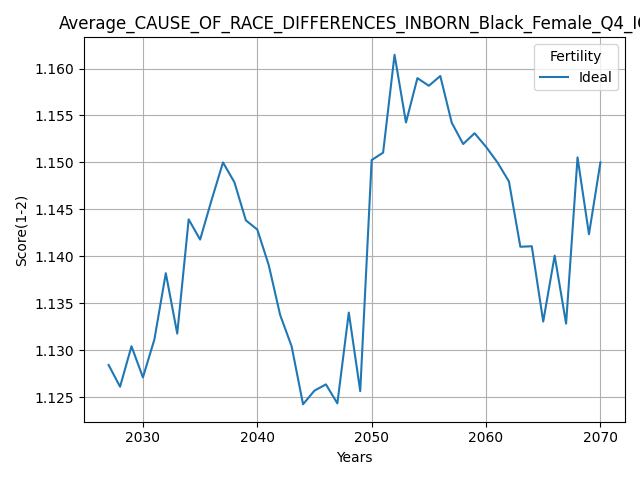 Average_CAUSE_OF_RACE_DIFFERENCES_INBORN_Black_Female_Q4_I
Fertility
Ideal
Score(1-2)
1.160
1.155
1.150
1.145
1.140
1.135
1.130
1.125
2030 2040 2050 2060 2070
Years